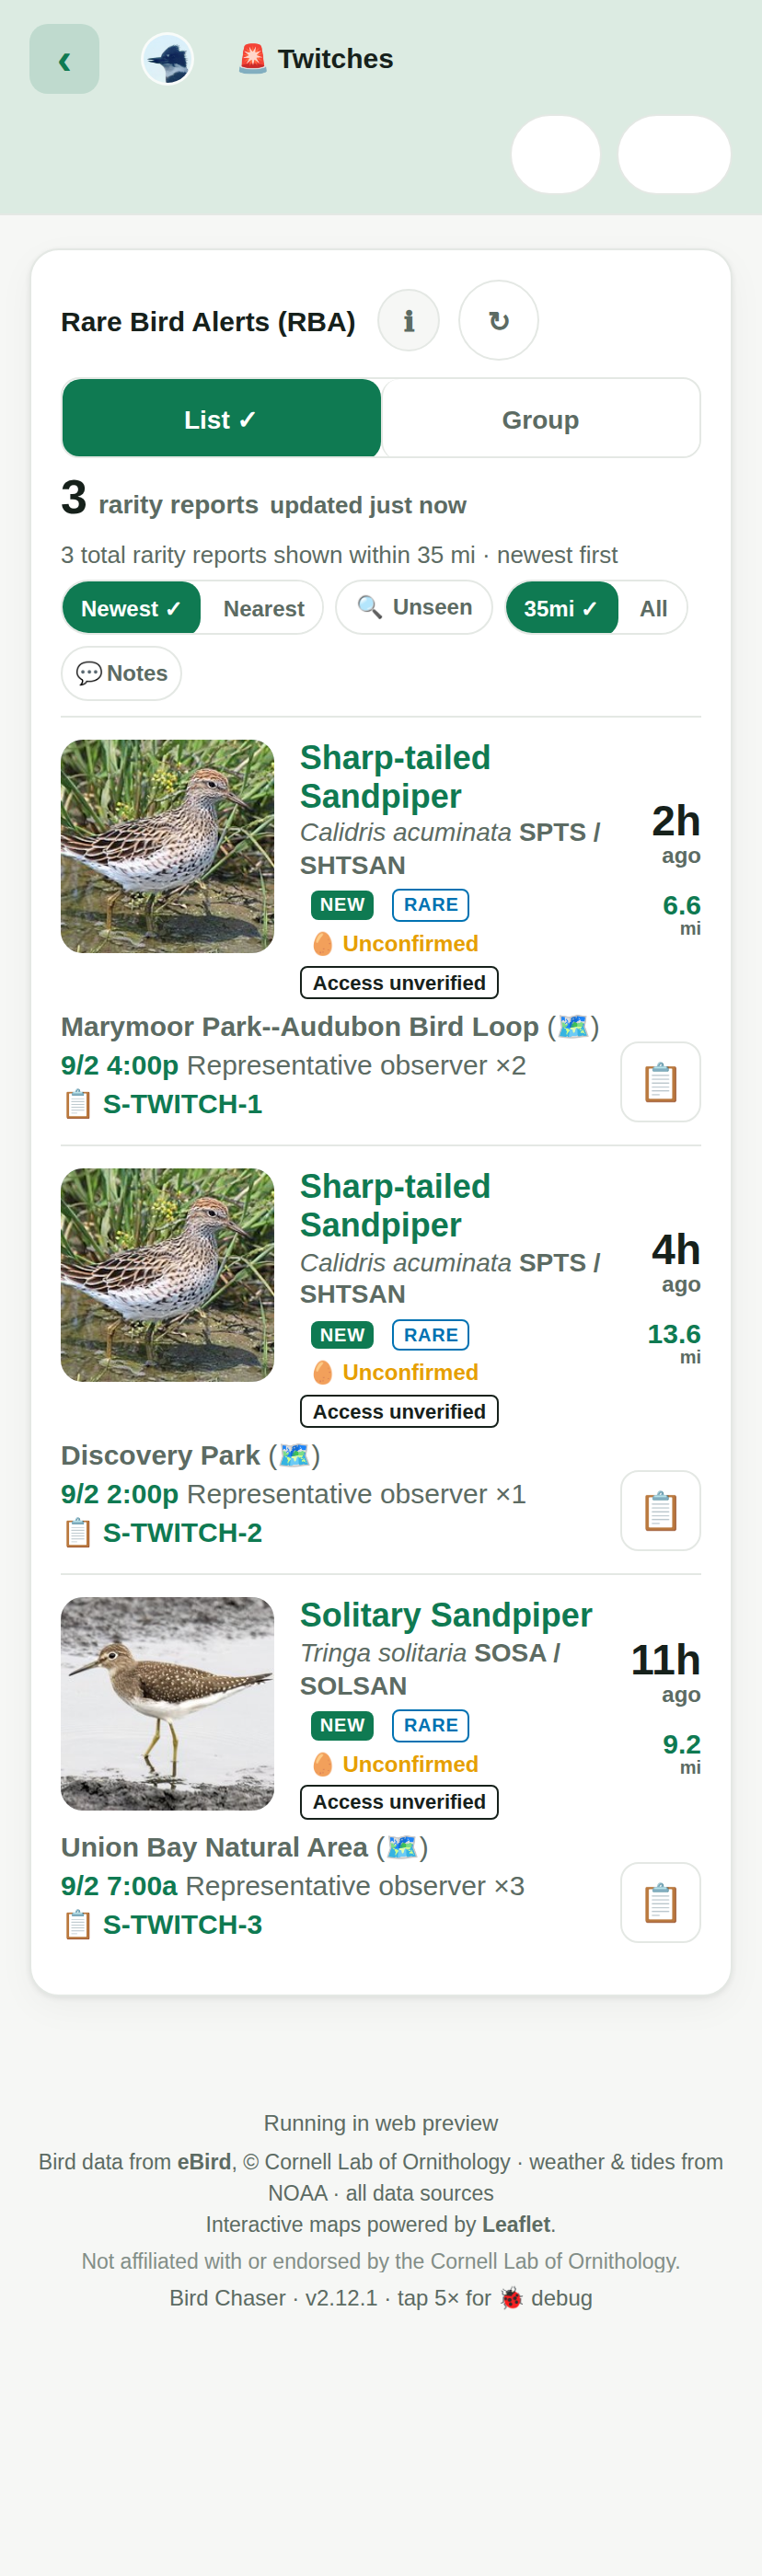 ‹ 🚨 Twitches
Rare Bird Alerts (RBA) ℹ ↻
List ✓ Group
3 rarity reports updated just now
3 total rarity reports shown within 35 mi · newest first
Newest ✓ Nearest 🔍 Unseen 35mi ✓ All
💬 Notes
Sharp-tailed
Sandpiper
Calidris acuminata SPTS /
SHTSAN
NEW RARE
🥚 Unconfirmed
Access unverified
2h
ago
6.6
mi
Marymoor Park--Audubon Bird Loop (🗺️)
9/2 4:00p Representative observer ×2
📋 S-TWITCH-1
📋
Sharp-tailed
Sandpiper
Calidris acuminata SPTS /
SHTSAN
NEW RARE
🥚 Unconfirmed
Access unverified
4h
ago
13.6
mi
Discovery Park (🗺️)
9/2 2:00p Representative observer ×1
📋 S-TWITCH-2
📋
Solitary Sandpiper
Tringa solitaria SOSA /
SOLSAN
NEW RARE
🥚 Unconfirmed
Access unverified
11h
ago
9.2
mi
Union Bay Natural Area (🗺️)
9/2 7:00a Representative observer ×3
📋 S-TWITCH-3
📋
Running in web preview
Bird data from eBird, © Cornell Lab of Ornithology · weather & tides from
NOAA · all data sources
Interactive maps powered by Leaflet.
Not affiliated with or endorsed by the Cornell Lab of Ornithology.
Bird Chaser · v2.12.1 · tap 5× for 🐞 debug